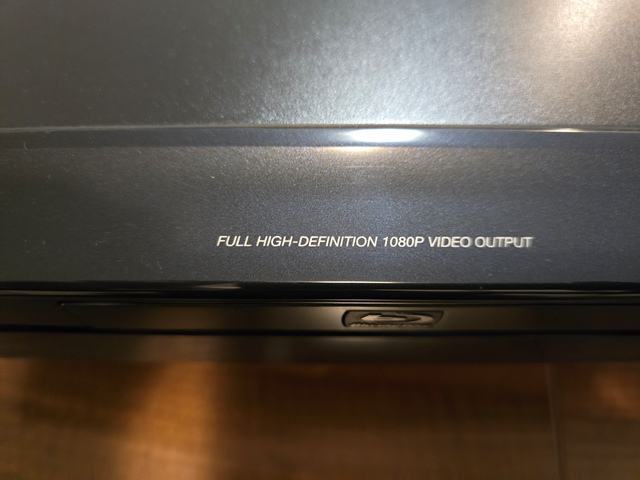 FULL HIGH-DEFINITION 1080P VIDEO OUTPUT